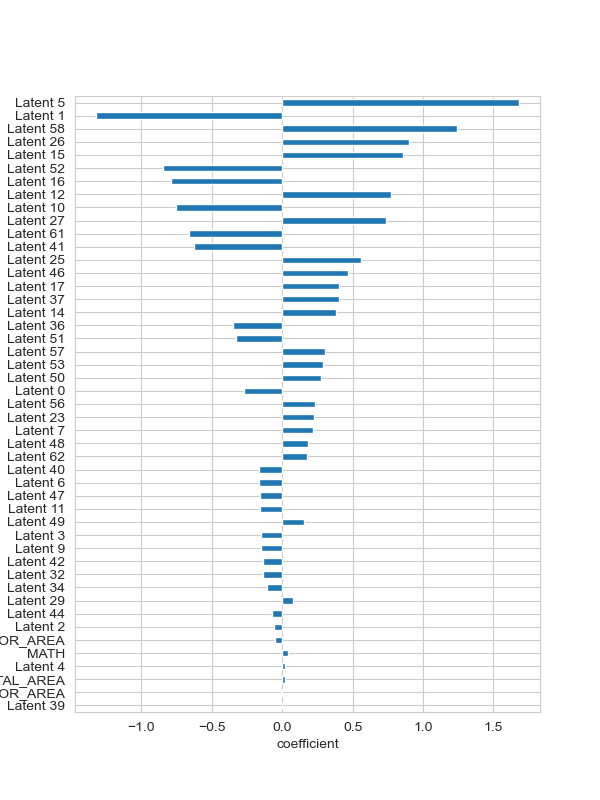 Latent 5
Latent 1
Latent 58
Latent 26
Latent 15
Latent 52
Latent 16
Latent 12
Latent 10
Latent 27
Latent 61
Latent 41
Latent 25
Latent 46
Latent 17
Latent 37
Latent 14
Latent 36
Latent 51
Latent 57
Latent 53
Latent 50
Latent 0
Latent 56
Latent 23
Latent 7
Latent 48
Latent 62
Latent 40
Latent 6
Latent 47
Latent 11
Latent 49
Latent 3
Latent 9
Latent 42
Latent 32
Latent 34
Latent 29
Latent 44
Latent 2
OR_AREA
MATH
Latent 4
TAL_AREA
OR_AREA
Latent 39
−1.0 −0.5 0.0 0.5 1.0 1.5
coefficient